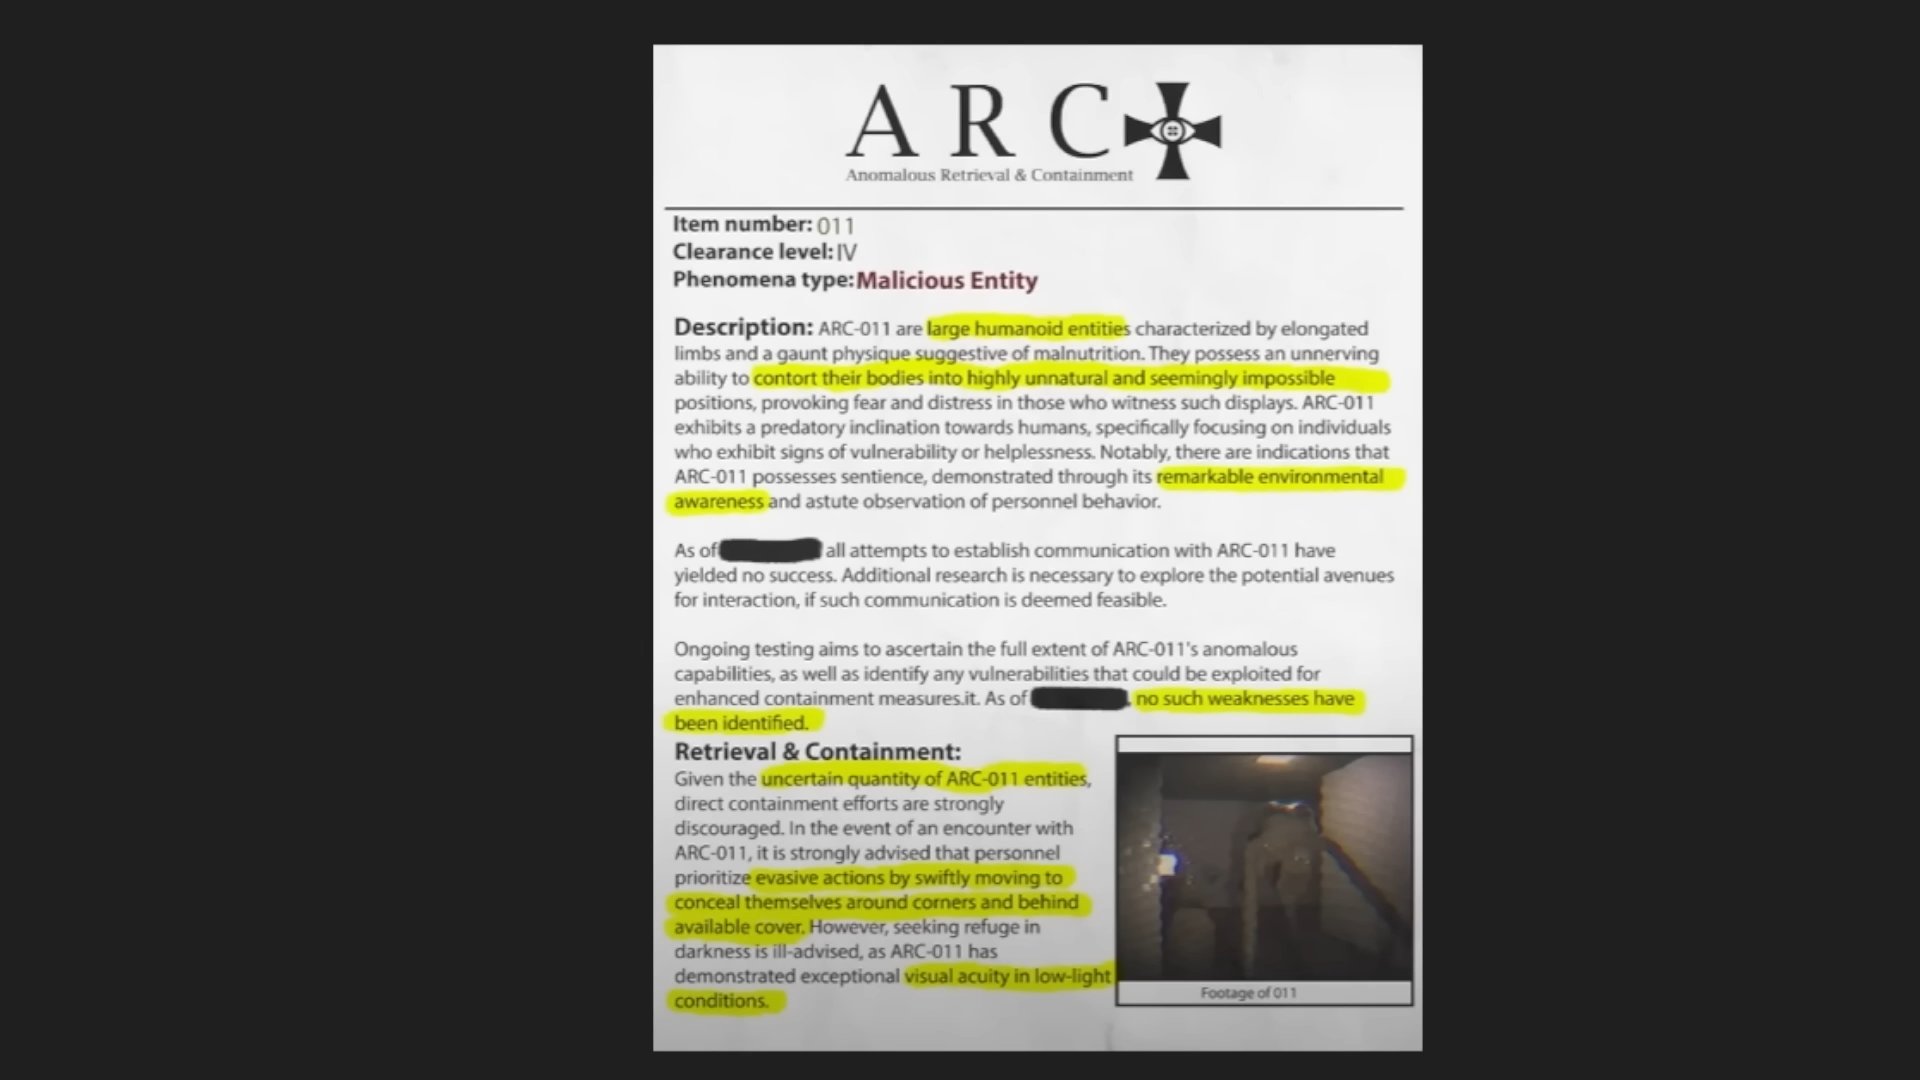 A R C
Anomalous Retrieval & Containment
Item number: 011
Clearance level: IV
Phenomena type: Malicious Entity
Description: ARC-011 are large humanoid entities characterized by elongated
limbs and a gaunt physique suggestive of malnutrition. They possess an unnerving
ability to contort their bodies into highly unnatural and seemingly impossible
positions, provoking fear and distress in those who witness such displays. ARC-011
exhibits a predatory inclination towards humans, specifically focusing on individuals
who exhibit signs of vulnerability or helplessness. Notably, there are indications that
ARC-011 possesses sentience, demonstrated through its remarkable environmental
awareness and astute observation of personnel behavior.
As of all attempts to establish communication with ARC-011 have
yielded no success. Additional research is necessary to explore the potential avenues
for interaction, if such communication is deemed feasible.
Ongoing testing aims to ascertain the full extent of ARC-011's anomalous
capabilities, as well as identify any vulnerabilities that could be exploited for
enhanced containment measures.it. As of , no such weaknesses have
been identified.
Retrieval & Containment:
Given the uncertain quantity of ARC-011 entities,
direct containment efforts are strongly
discouraged. In the event of an encounter with
ARC-011, it is strongly advised that personnel
prioritize evasive actions by swiftly moving to
conceal themselves around corners and behind
available cover. However, seeking refuge in
darkness is ill-advised, as ARC-011 has
demonstrated exceptional visual acuity in low-light
conditions.
Footage of 011